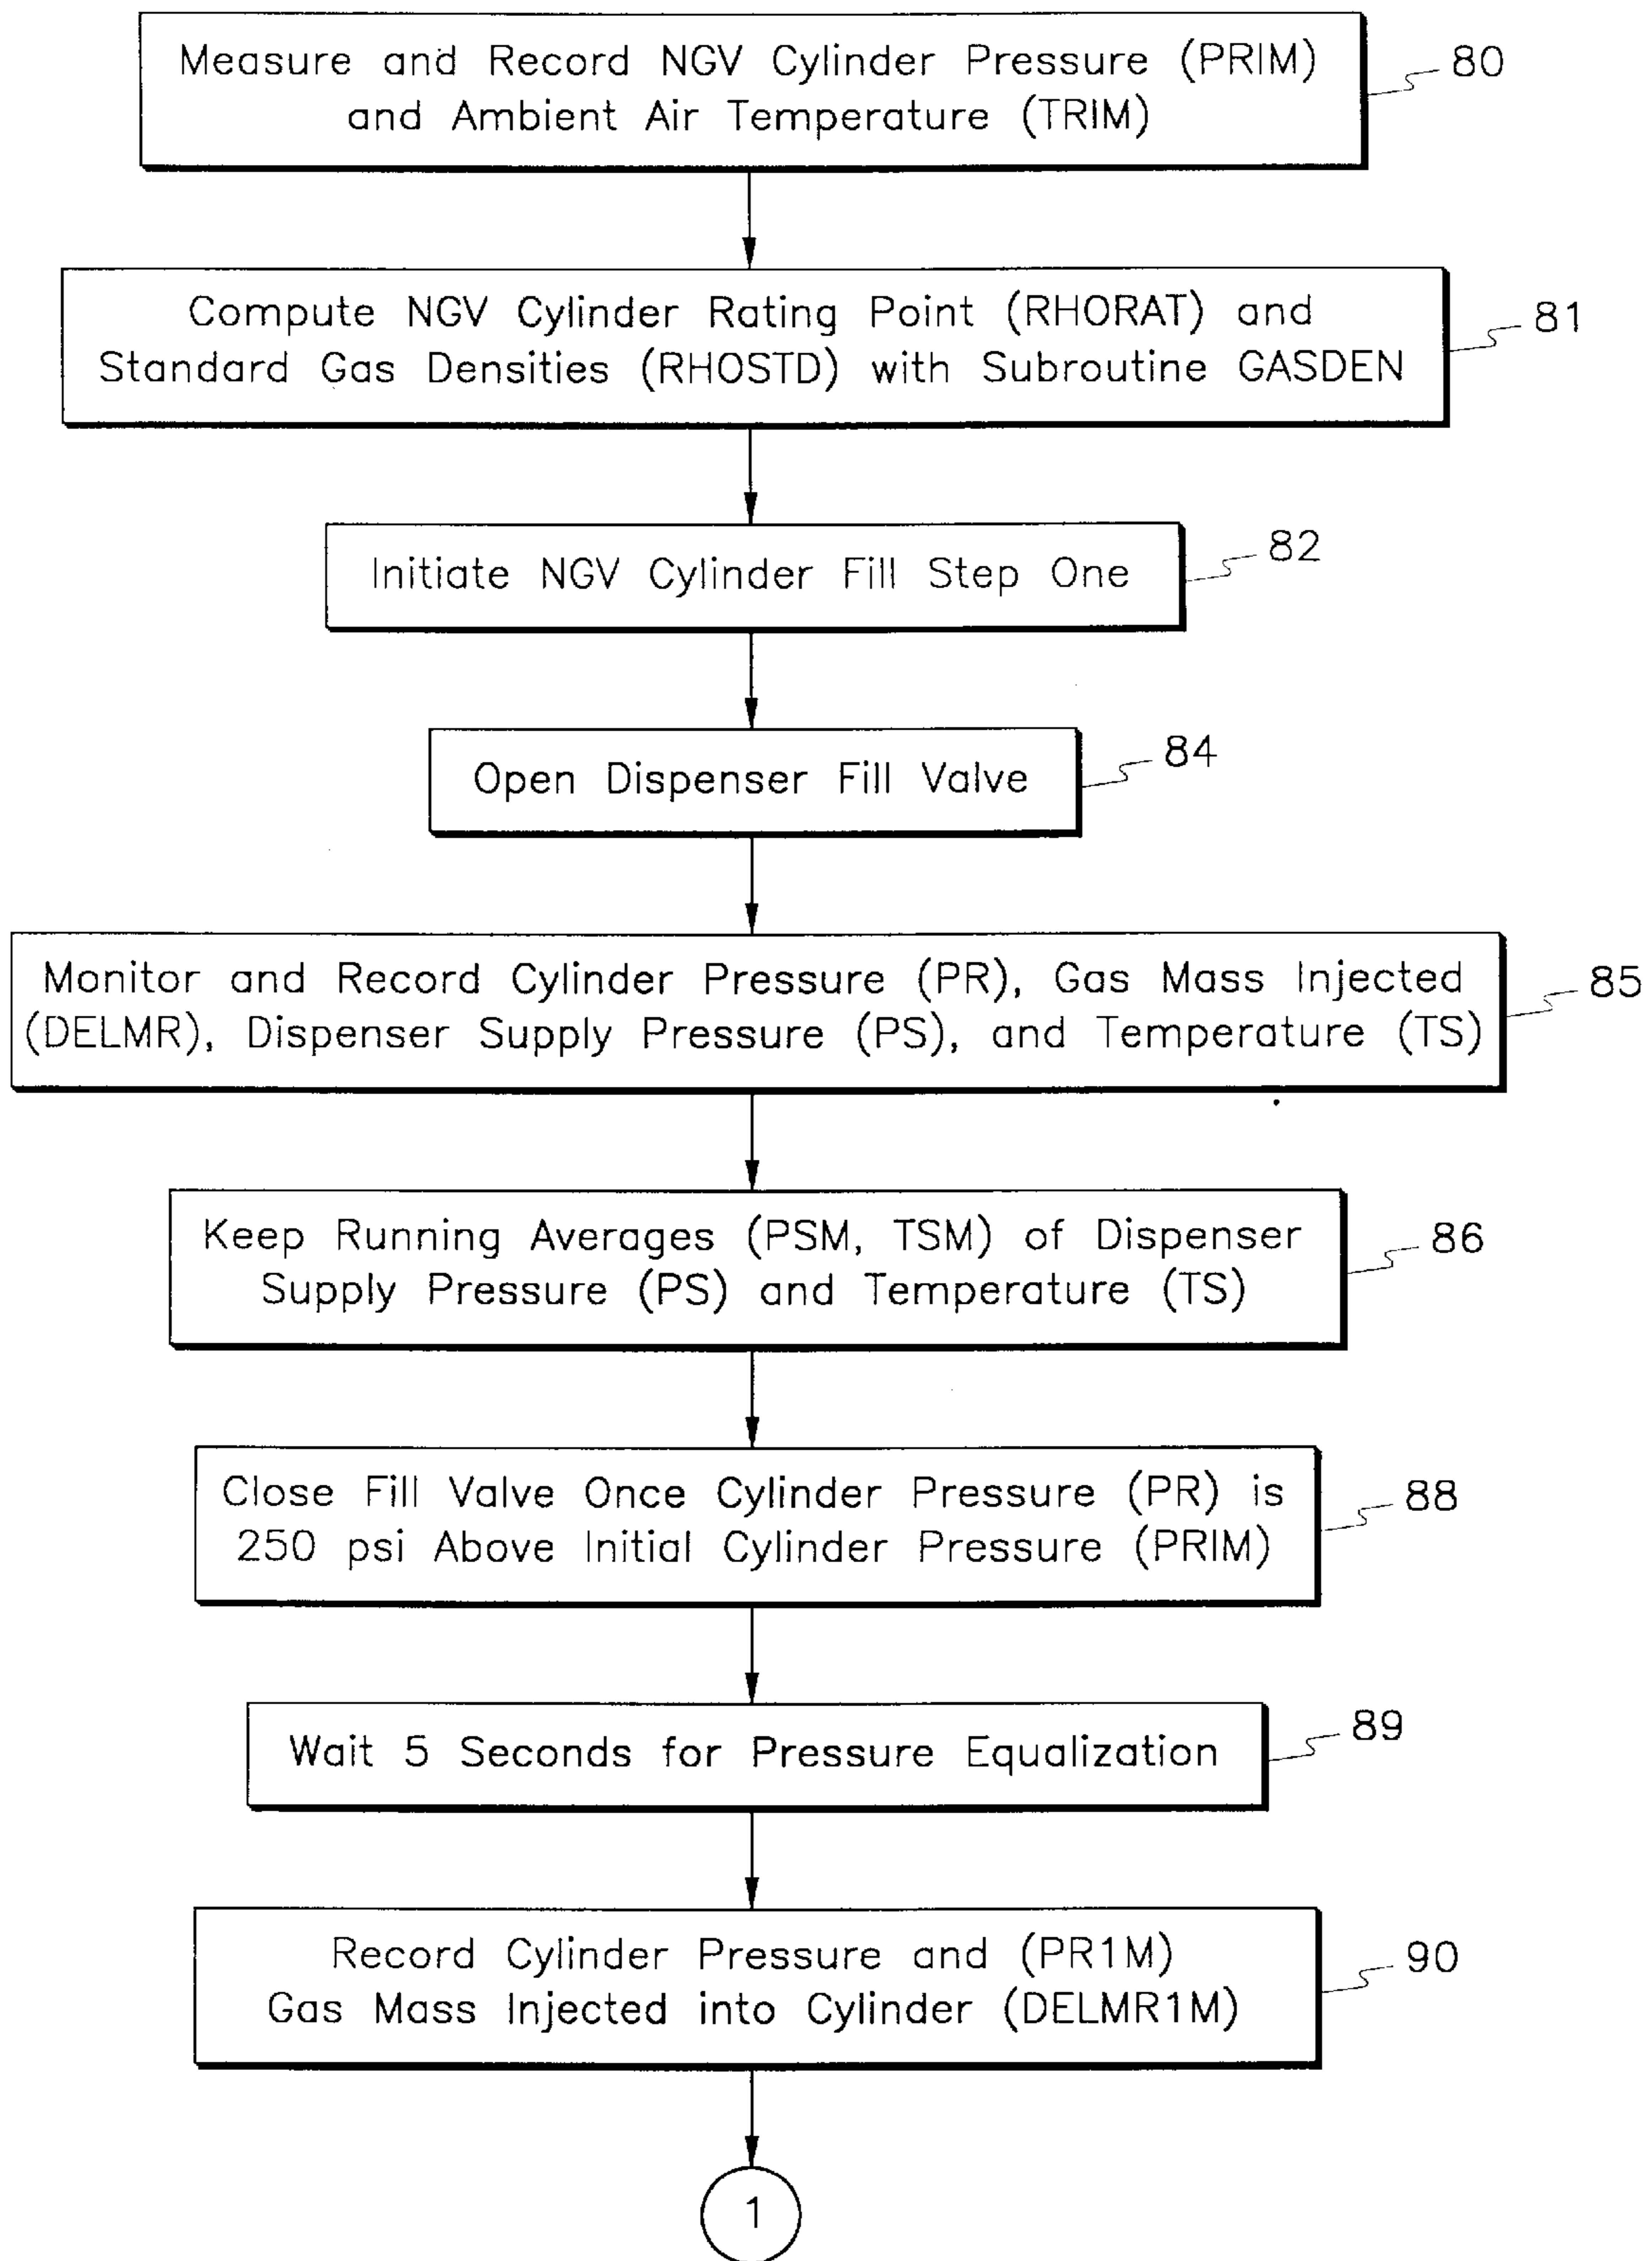 Measure and Record NGV Cylinder Pressure (PRIM)
and Ambient Air Temperature (TRIM)
80
Compute NGV Cylinder Rating Point (RHORAT) and
Standard Gas Densities (RHOSTD) with Subroutine GASDEN
81
Initiate NGV Cylinder Fill Step One
82
Open Dispenser Fill Valve
84
Monitor and Record Cylinder Pressure (PR), Gas Mass Injected
(DELMR), Dispenser Supply Pressure (PS), and Temperature (TS)
85
Keep Running Averages (PSM, TSM) of Dispenser
Supply Pressure (PS) and Temperature (TS)
86
Close Fill Valve Once Cylinder Pressure (PR) is
250 psi Above Initial Cylinder Pressure (PRIM)
88
Wait 5 Seconds for Pressure Equalization
89
Record Cylinder Pressure and (PR1M)
Gas Mass Injected into Cylinder (DELMR1M)
90
1